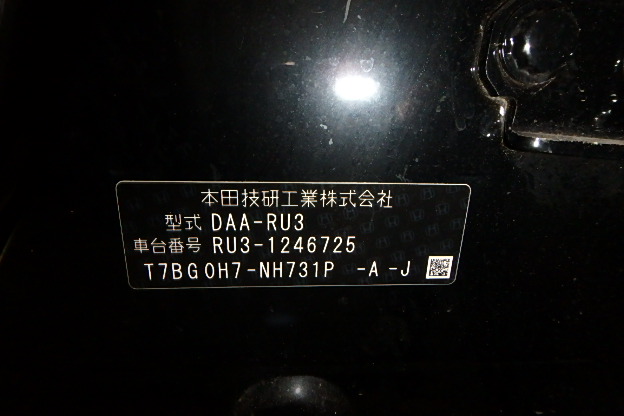 本田技研工業株式会社
型式 DAA-RU3
車台番号 RU3-1246725
T7BG0H7-NH731P -A -J